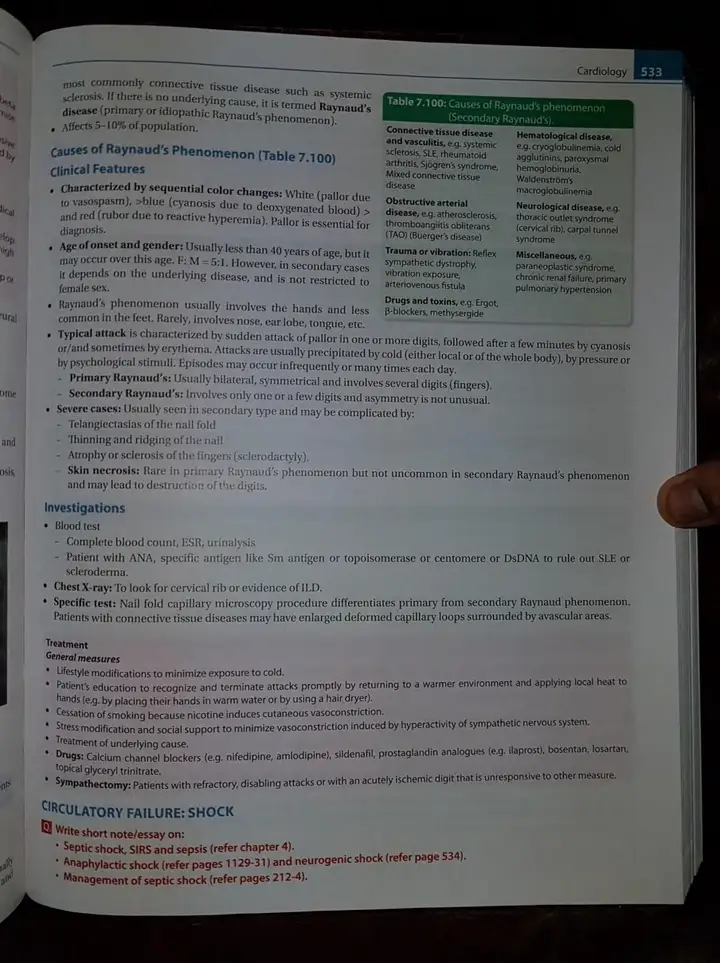 Cardiology 533
most commonly connective tissue disease such as systemic
sclerosis. If there is no underlying cause, it is termed Raynaud's
disease (primary or idiopathic Raynaud's phenomenon).
• Affects 5–10% of population.
Causes of Raynaud's Phenomenon (Table 7.100)
Clinical Features
• Characterized by sequential color changes: White (pallor due
to vasospasm), >blue (cyanosis due to deoxygenated blood) >
and red (rubor due to reactive hyperemia). Pallor is essential for
diagnosis.
• Age of onset and gender: Usually less than 40 years of age, but it
may occur over this age. F: M = 5:1. However, in secondary cases
it depends on the underlying disease, and is not restricted to
female sex.
• Raynaud's phenomenon usually involves the hands and less
common in the feet. Rarely, involves nose, ear lobe, tongue, etc.
Table 7.100: Causes of Raynaud's phenomenon
(Secondary Raynaud's).
Connective tissue disease
and vasculitis, e.g. systemic
sclerosis, SLE, rheumatoid
arthritis, Sjögren's syndrome,
Mixed connective tissue
disease
Obstructive arterial
disease, e.g. atherosclerosis,
thromboangiitis obliterans
(TAO) (Buerger's disease)
Trauma or vibration: Reflex
sympathetic dystrophy,
vibration exposure,
arteriovenous fistula
Drugs and toxins, e.g. Ergot,
β-blockers, methysergide
Hematological disease,
e.g. cryoglobulinemia, cold
agglutinins, paroxysmal
hemoglobinuria,
Waldenström's
macroglobulinemia
Neurological disease, e.g.
thoracic outlet syndrome
(cervical rib), carpal tunnel
syndrome
Miscellaneous, e.g.
paraneoplastic syndrome,
chronic renal failure, primary
pulmonary hypertension
• Typical attack is characterized by sudden attack of pallor in one or more digits, followed after a few minutes by cyanosis
or/and sometimes by erythema. Attacks are usually precipitated by cold (either local or of the whole body), by pressure or
by psychological stimuli. Episodes may occur infrequently or many times each day.
– Primary Raynaud's: Usually bilateral, symmetrical and involves several digits (fingers).
– Secondary Raynaud's: Involves only one or a few digits and asymmetry is not unusual.
• Severe cases: Usually seen in secondary type and may be complicated by:
– Telangiectasias of the nail fold
– Thinning and ridging of the nail
– Atrophy or sclerosis of the fingers (sclerodactyly).
– Skin necrosis: Rare in primary Raynaud's phenomenon but not uncommon in secondary Raynaud's phenomenon
and may lead to destruction of the digits.
Investigations
• Blood test
– Complete blood count, ESR, urinalysis
– Patient with ANA, specific antigen like Sm antigen or topoisomerase or centomere or DsDNA to rule out SLE or
scleroderma.
• Chest X-ray: To look for cervical rib or evidence of ILD.
• Specific test: Nail fold capillary microscopy procedure differentiates primary from secondary Raynaud phenomenon.
Patients with connective tissue diseases may have enlarged deformed capillary loops surrounded by avascular areas.
Treatment
General measures
• Lifestyle modifications to minimize exposure to cold.
• Patient's education to recognize and terminate attacks promptly by returning to a warmer environment and applying local heat to
hands (e.g. by placing their hands in warm water or by using a hair dryer).
• Cessation of smoking because nicotine induces cutaneous vasoconstriction.
• Stress modification and social support to minimize vasoconstriction induced by hyperactivity of sympathetic nervous system.
• Treatment of underlying cause.
• Drugs: Calcium channel blockers (e.g. nifedipine, amlodipine), sildenafil, prostaglandin analogues (e.g. ilaprost), bosentan, losartan,
topical glyceryl trinitrate.
• Sympathectomy: Patients with refractory, disabling attacks or with an acutely ischemic digit that is unresponsive to other measure.
CIRCULATORY FAILURE: SHOCK
Q Write short note/essay on:
• Septic shock, SIRS and sepsis (refer chapter 4).
• Anaphylactic shock (refer pages 1129-31) and neurogenic shock (refer page 534).
• Management of septic shock (refer pages 212-4).